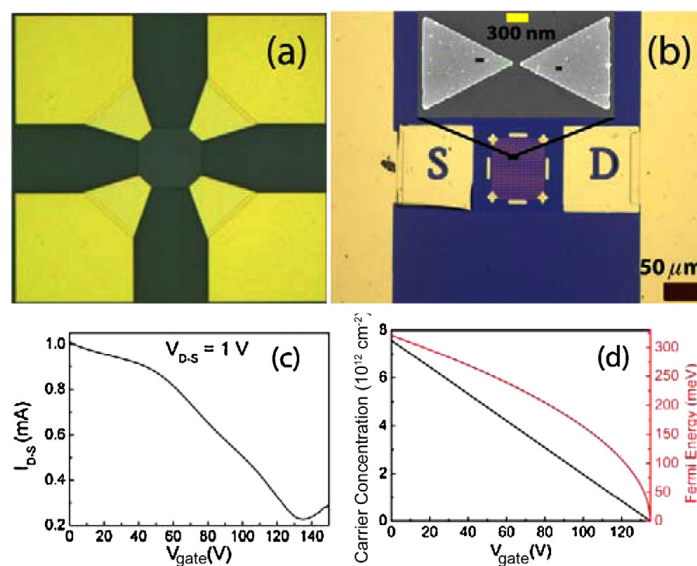 (a)
300 nm
(b)
S
D
50 μm
V_D-S = 1 V
(c)
I_D-S (mA)
1.0
0.8
0.6
0.4
0.2
0 20 40 60 80 100 120 140
V_gate(V)
(d)
Carrier Concentration (10^12 cm^-2)
8
6
4
2
0
0 20 40 60 80 100 120
V_gate(V)
300
250
200
150
100
50
0
Fermi Energy (meV)